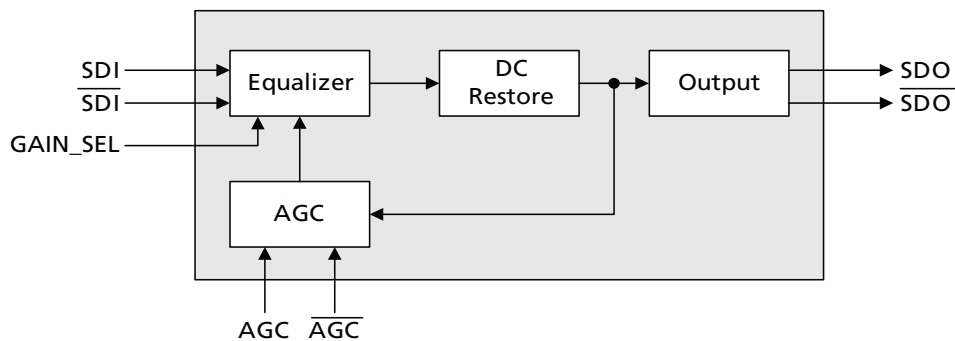 SDI
SDI
GAIN_SEL
Equalizer
DC
Restore
Output
SDO
SDO
AGC
AGC
AGC